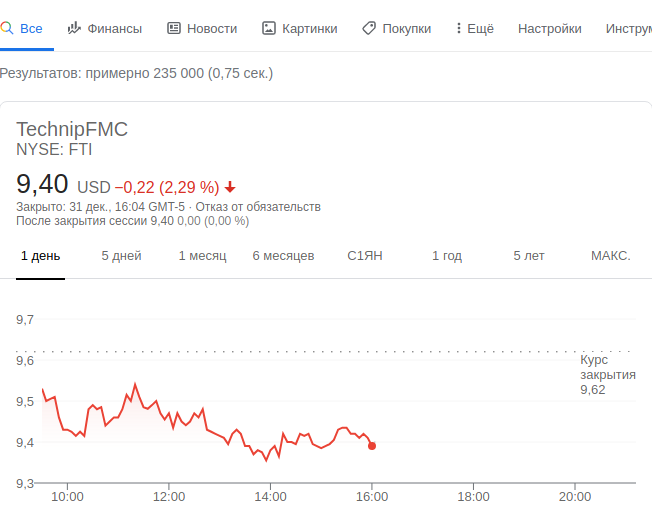 Все Финансы Новости Картинки Покупки Ещё Настройки
Результатов: примерно 235 000 (0,75 сек.)
TechnipFMC
NYSE: FTI
9,40 USD −0,22 (2,29 %)
Закрыто: 31 дек., 16:04 GMT-5 · Отказ от обязательств
После закрытия сессии 9,40 0,00 (0,00 %)
1 день 5 дней 1 месяц 6 месяцев С1ЯН 1 год 5 лет МАКС.
9,7
9,6
Курс
закрытия
9,62
9,5
9,4
9,3
10:00 12:00 14:00 16:00 18:00 20:00